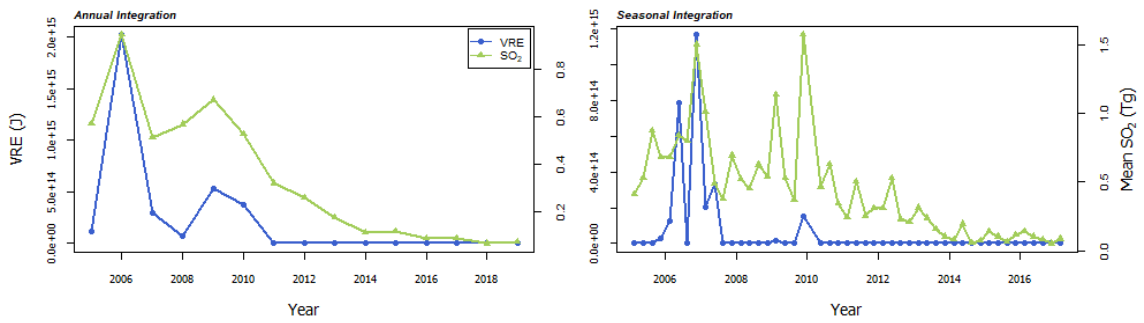 Annual Integration
VRE (J)
0.0e+00 5.0e+14 1.0e+15 1.5e+15 2.0e+15
VRE
SO₂
0.2 0.4 0.6 0.8
2006 2008 2010 2012 2014 2016 2018
Year
Seasonal Integration
0.0e+00 4.0e+14 8.0e+14 1.2e+15
0.0 0.5 1.0 1.5
Mean SO₂ (Tg)
2006 2008 2010 2012 2014 2016
Year